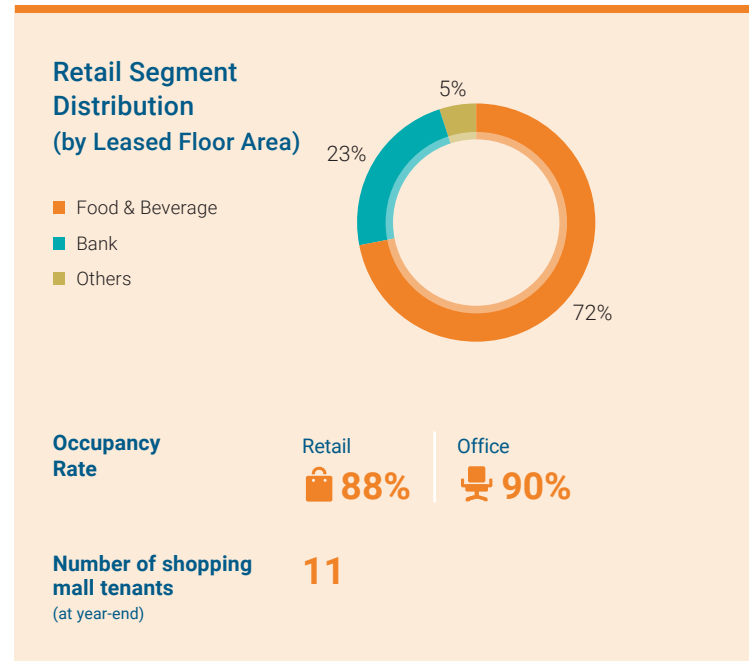 Retail Segment
Distribution
(by Leased Floor Area)
Food & Beverage
Bank
Others
5%
23%
72%
Occupancy
Rate
Retail
88%
Office
90%
Number of shopping
mall tenants
(at year-end)
11